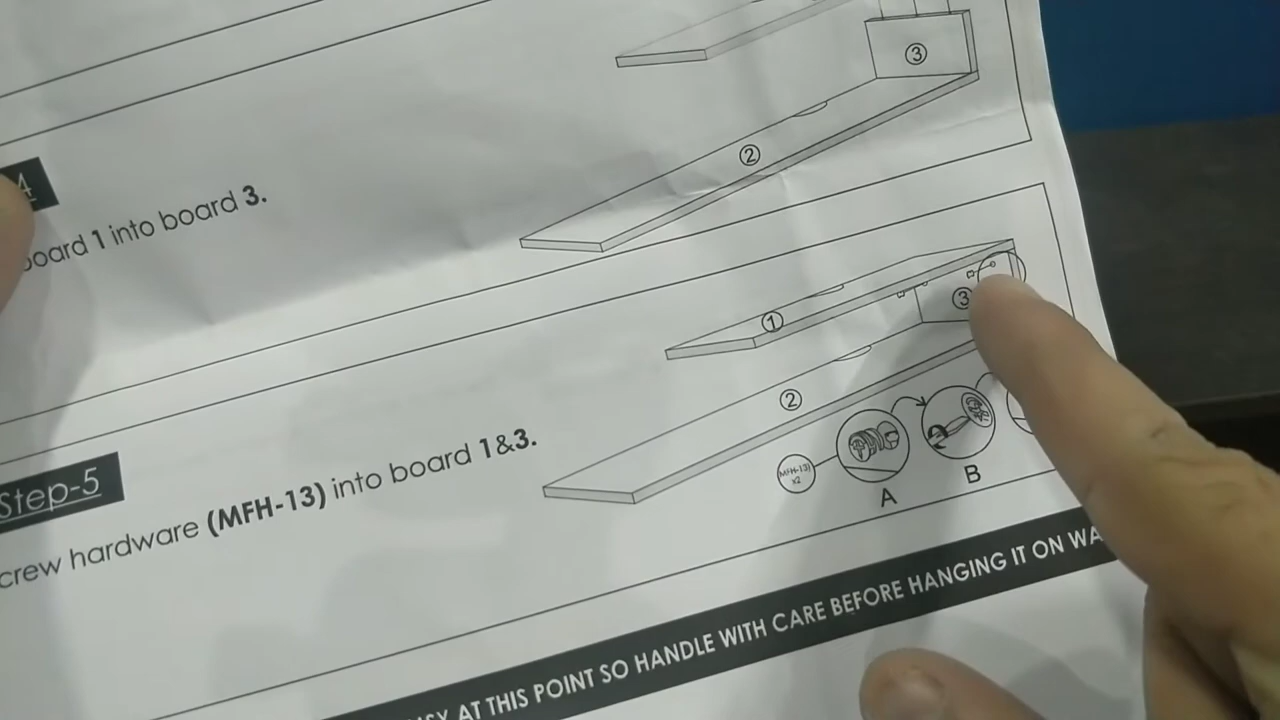 ③
②
4
board 1 into board 3.
①
③
②
Step-5
crew hardware (MFH-13) into board 1&3.
(MFH-13)
x2
A
B
AT THIS POINT SO HANDLE WITH CARE BEFORE HANGING IT ON WA